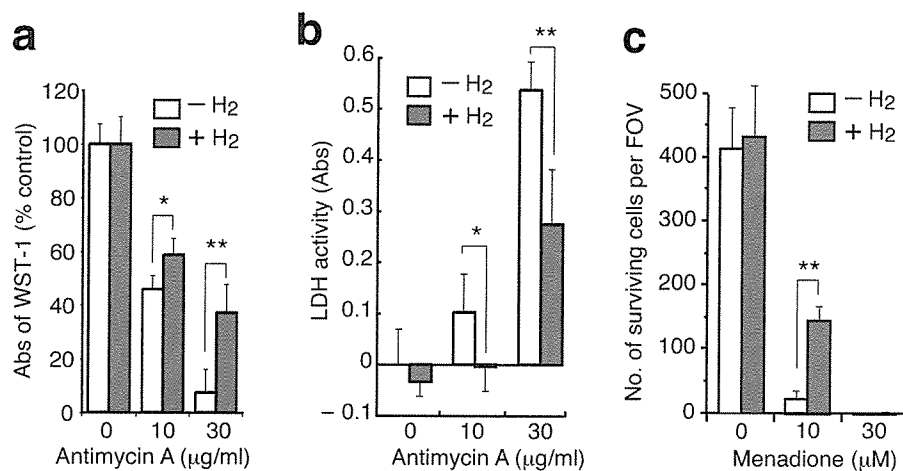 a
Abs of WST-1 (% control)
120
100
80
60
40
20
0
– H2
+ H2
*
**
0 10 30
Antimycin A (μg/ml)
b
LDH activity (Abs)
0.6
0.5
0.4
0.3
0.2
0.1
0
– 0.1
– H2
+ H2
*
**
0 10 30
Antimycin A (μg/ml)
c
No. of surviving cells per FOV
500
400
300
200
100
0
– H2
+ H2
**
0 10 30
Menadione (μM)